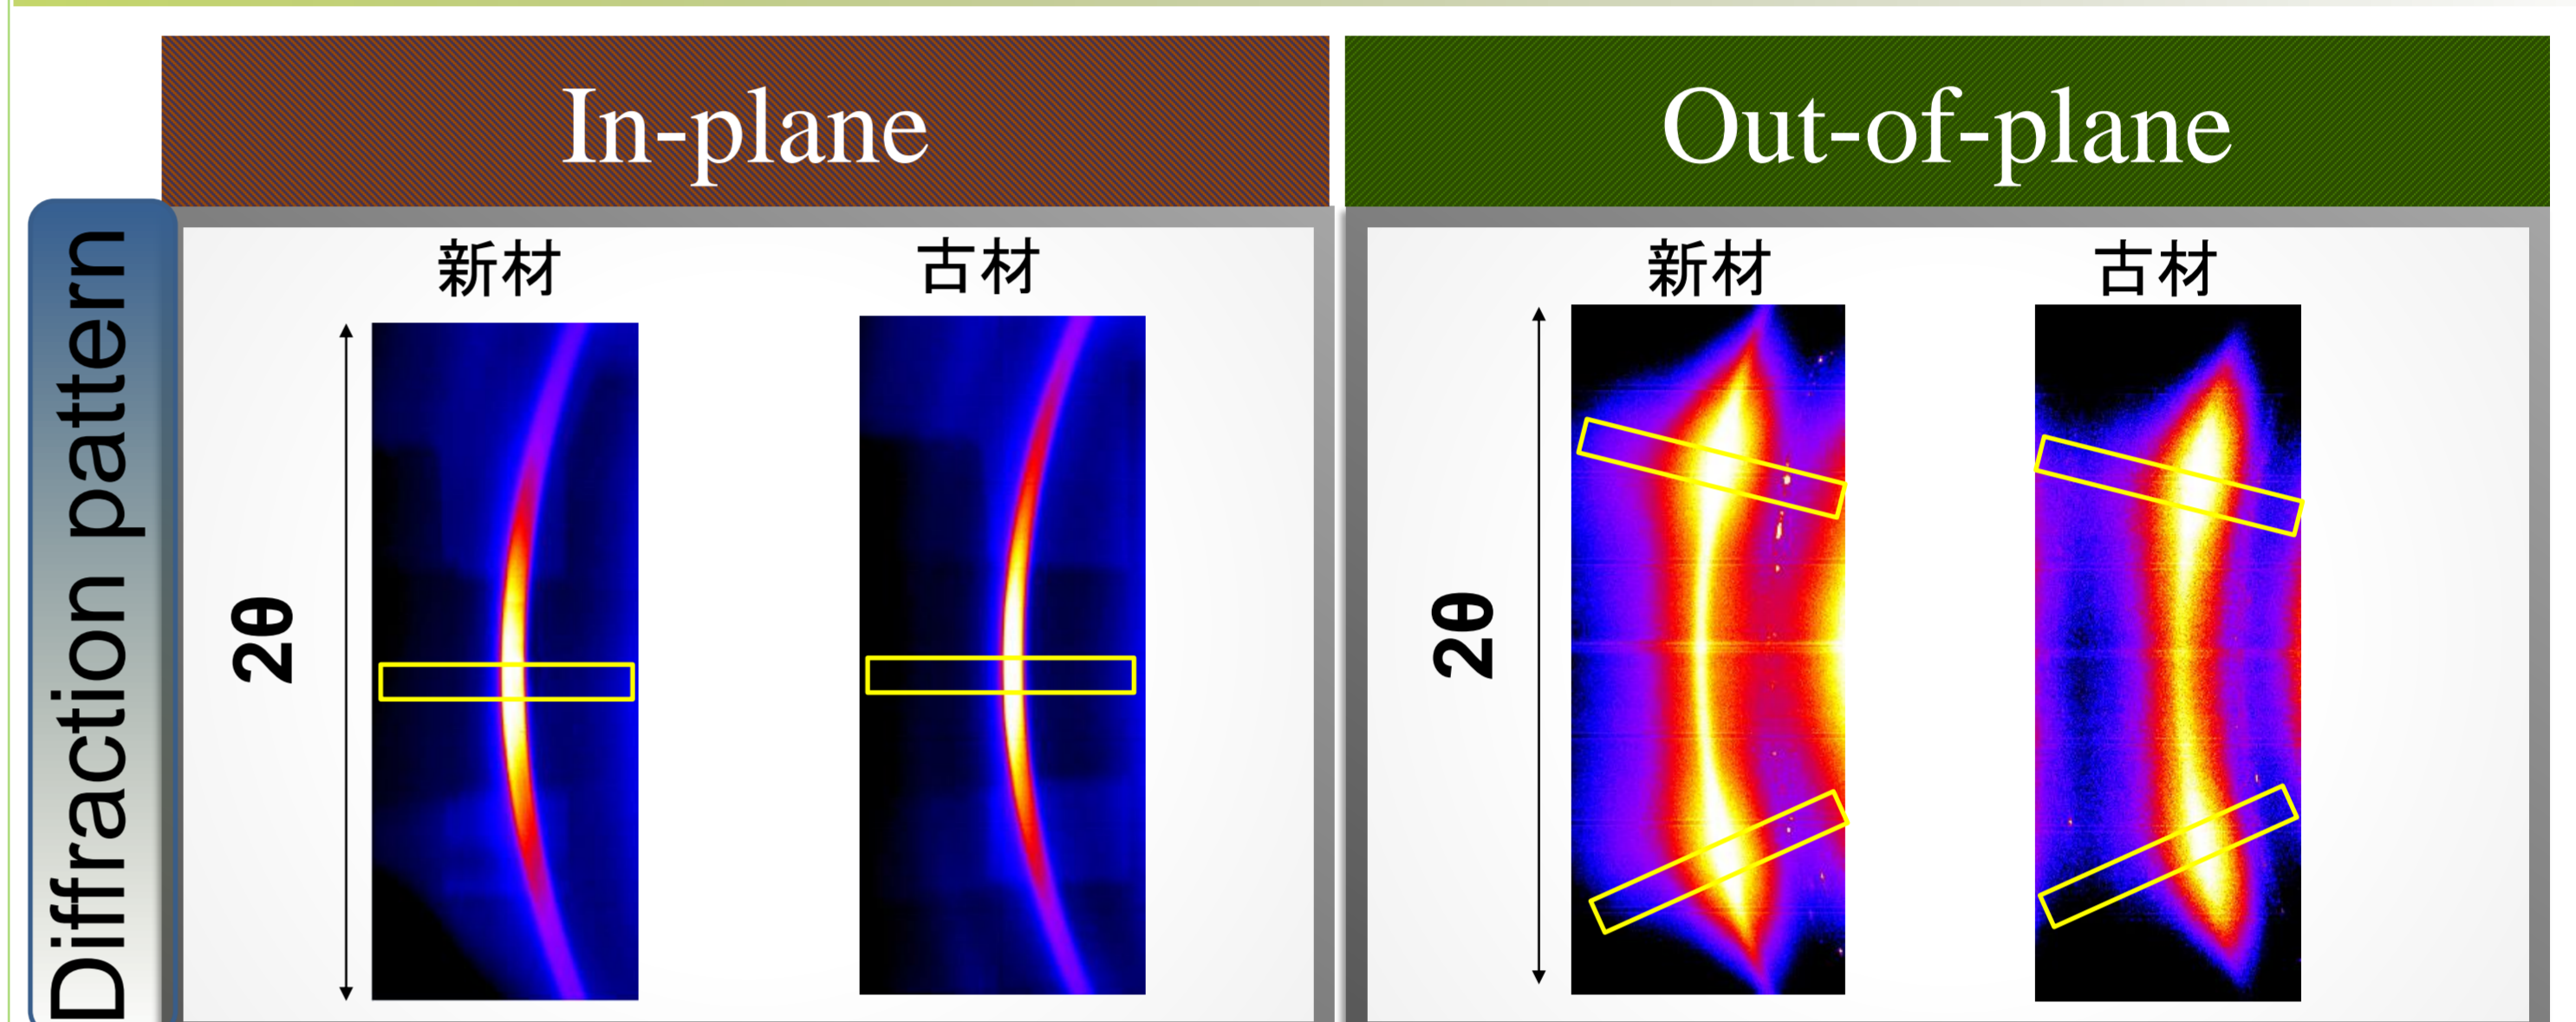 In-plane
Out-of-plane
Diffraction pattern
新材
古材
新材
古材
2θ
2θ